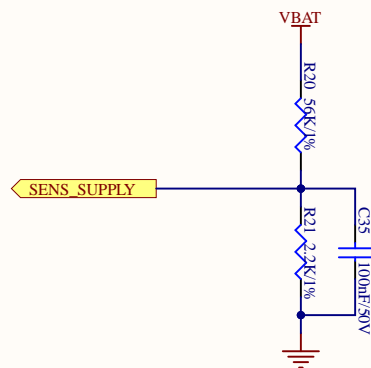 VBAT
R20 56K/1%
SENS_SUPPLY
R21 2.2K/1%
C35
100nF/50V